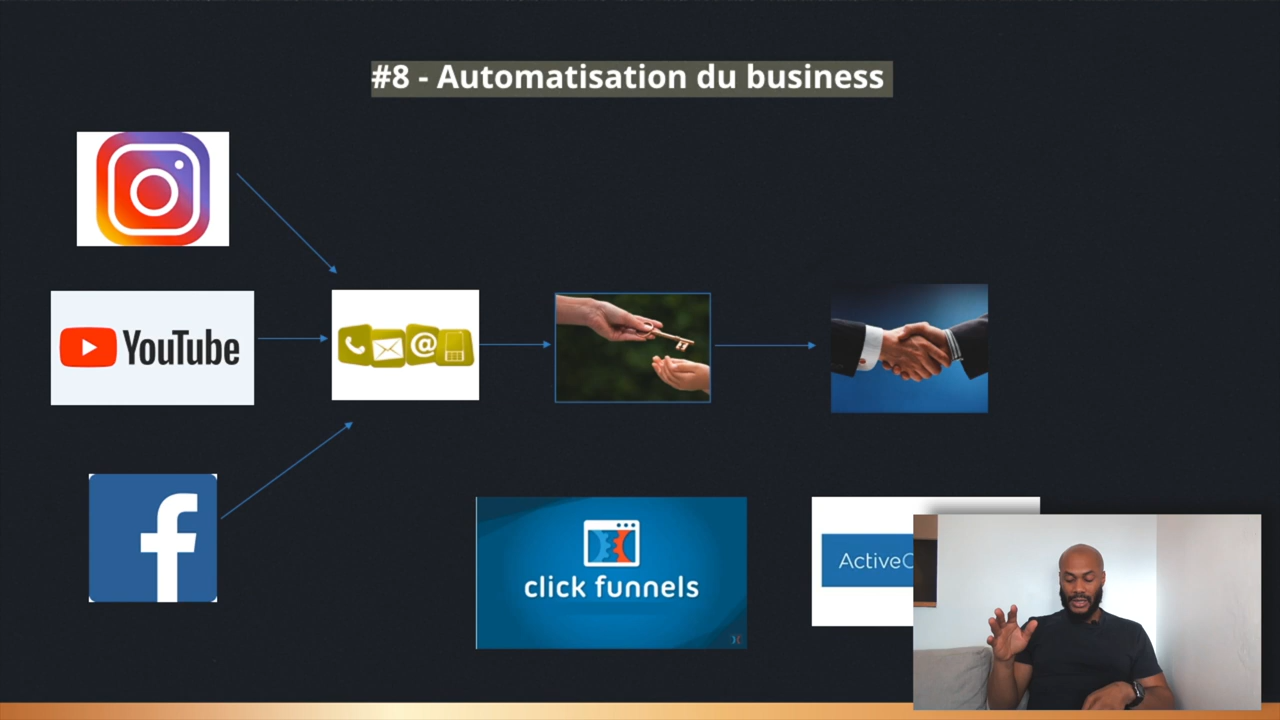 #8 - Automatisation du business
YouTube
@
f
click funnels
ActiveC